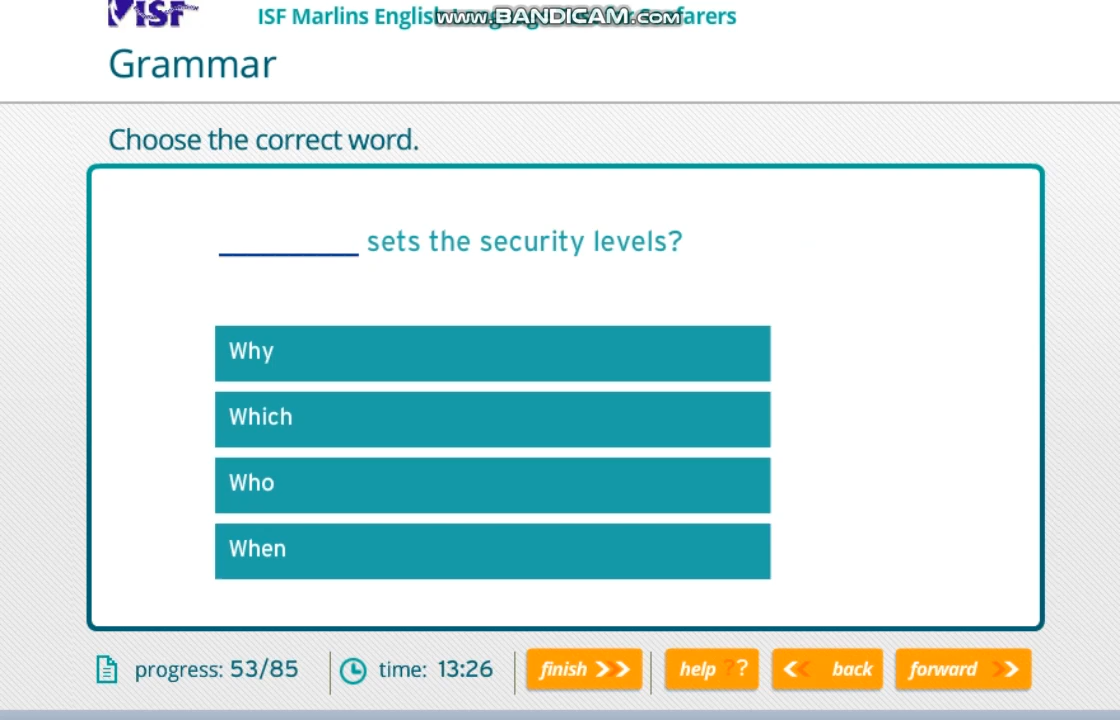 ISF
ISF Marlins English farers
www.BANDICAM.com
Grammar
Choose the correct word.
sets the security levels?
Why
Which
Who
When
progress: 53/85
time: 13:26
finish
help ??
back
forward